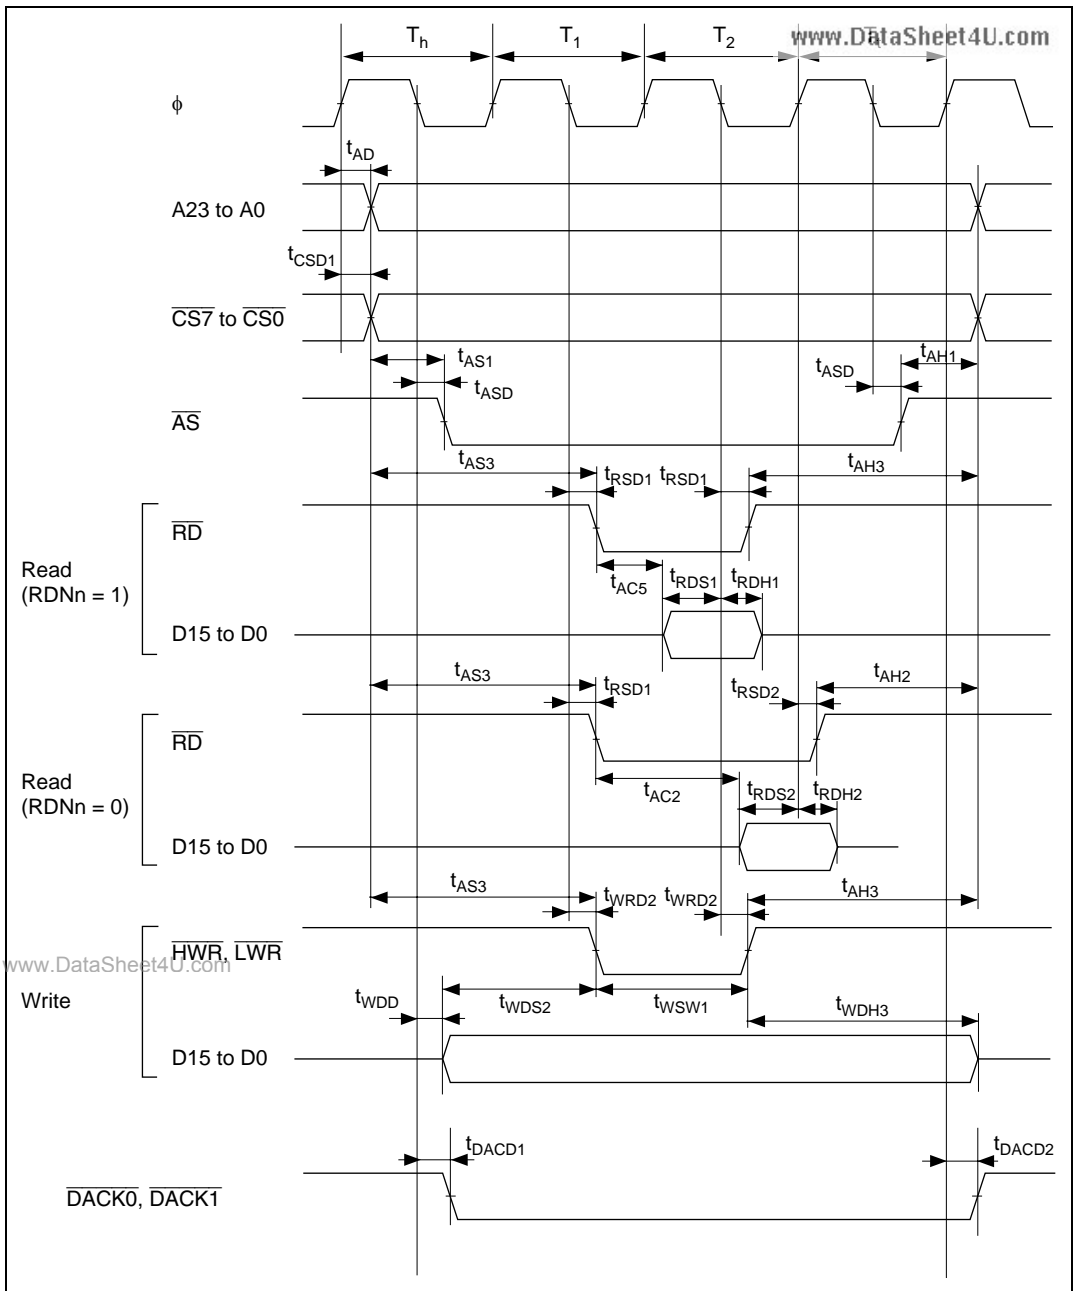 Th T1 T2 www.DataSheet4U.com
ϕ
tAD
A23 to A0
tCSD1
CS7 to CS0
tAS1 tASD tASD tAH1
AS
tAS3 tRSD1 tRSD1 tAH3
RD
Read
(RDNn = 1)
tAC5 tRDS1 tRDH1
D15 to D0
tAS3 tRSD1 tRSD2 tAH2
RD
Read
(RDNn = 0)
tAC2 tRDS2 tRDH2
D15 to D0
tAS3 tWRD2 tWRD2 tAH3
HWR, LWR
www.DataSheet4U.com
Write
tWDD tWDS2 tWSW1 tWDH3
D15 to D0
tDACD1 tDACD2
DACK0, DACK1